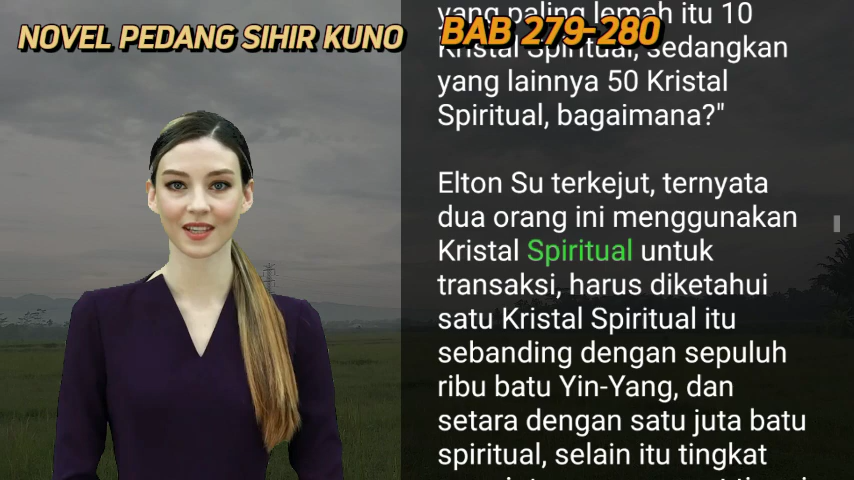 NOVEL PEDANG SIHIR KUNO
BAB 279-280
yang paling lemah itu 10
Kristal Spiritual, sedangkan
yang lainnya 50 Kristal
Spiritual, bagaimana?"
Elton Su terkejut, ternyata
dua orang ini menggunakan
Kristal Spiritual untuk
transaksi, harus diketahui
satu Kristal Spiritual itu
sebanding dengan sepuluh
ribu batu Yin-Yang, dan
setara dengan satu juta batu
spiritual, selain itu tingkat